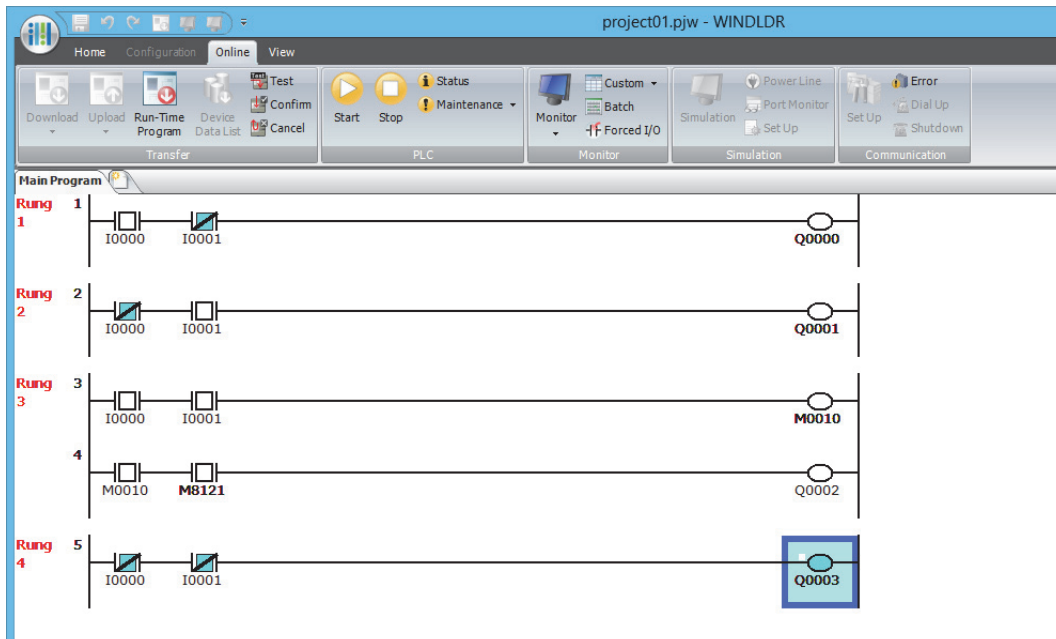 project01.pjw - WINDLDR
Home Configuration Online View
Download Upload Run-Time Program Device Data List Test Confirm Cancel
Start Stop Status Maintenance
Monitor Custom Batch Forced I/O
Simulation Power Line Port Monitor Set Up
Set Up Error Dial Up Shutdown
Transfer PLC Monitor Simulation Communication
Main Program
Rung 1 1
I0000 I0001 Q0000
Rung 2 2
I0000 I0001 Q0001
Rung 3 3
I0000 I0001 M0010
4
M0010 M8121 Q0002
Rung 4 5
I0000 I0001 Q0003